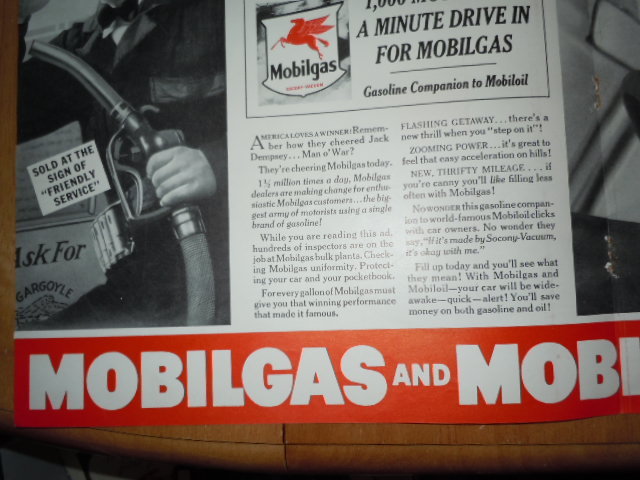 1,000
A MINUTE DRIVE IN
FOR MOBILGAS
Gasoline Companion to Mobiloil
Mobilgas
SOCONY-VACUUM
SOLD AT THE
SIGN OF
"FRIENDLY
SERVICE"
Ask For
GARGOYLE
AMERICA LOVES A WINNER! Remem-
ber how they cheered Jack
Dempsey...Man o' War?
They're cheering Mobilgas today.
1½ million times a day, Mobilgas
dealers are making change for enthu-
siastic Mobilgas customers...the big-
gest army of motorists using a single
brand of gasoline!
While you are reading this ad,
hundreds of inspectors are on the
job at Mobilgas bulk plants. Check-
ing Mobilgas uniformity. Protect-
ing your car and your pocketbook.
For every gallon of Mobilgas must
give you that winning performance
that made it famous.
FLASHING GETAWAY...there's a
new thrill when you "step on it"!
ZOOMING POWER...it's great to
feel that easy acceleration on hills!
NEW, THRIFTY MILEAGE....if
you're canny you'll like filling less
often with Mobilgas!
NO WONDER this gasoline compan-
ion to world-famous Mobiloil clicks
with car owners. No wonder they
say, "If it's made by Socony-Vacuum,
it's okay with me."
Fill up today and you'll see what
they mean! With Mobilgas and
Mobiloil—your car will be wide-
awake—quick—alert! You'll save
money on both gasoline and oil!
MOBILGAS AND MOBI